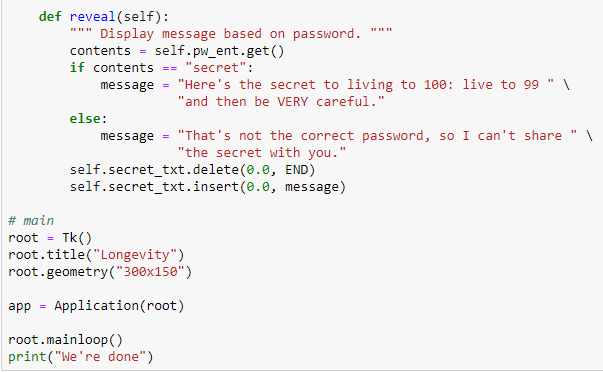 def reveal(self):
""" Display message based on password. """
contents = self.pw_ent.get()
if contents == "secret":
message = "Here's the secret to living to 100: live to 99 " \
"and then be VERY careful."
else:
message = "That's not the correct password, so I can't share " \
"the secret with you."
self.secret_txt.delete(0.0, END)
self.secret_txt.insert(0.0, message)
# main
root = Tk()
root.title("Longevity")
root.geometry("300x150")
app = Application(root)
root.mainloop()
print("We're done")